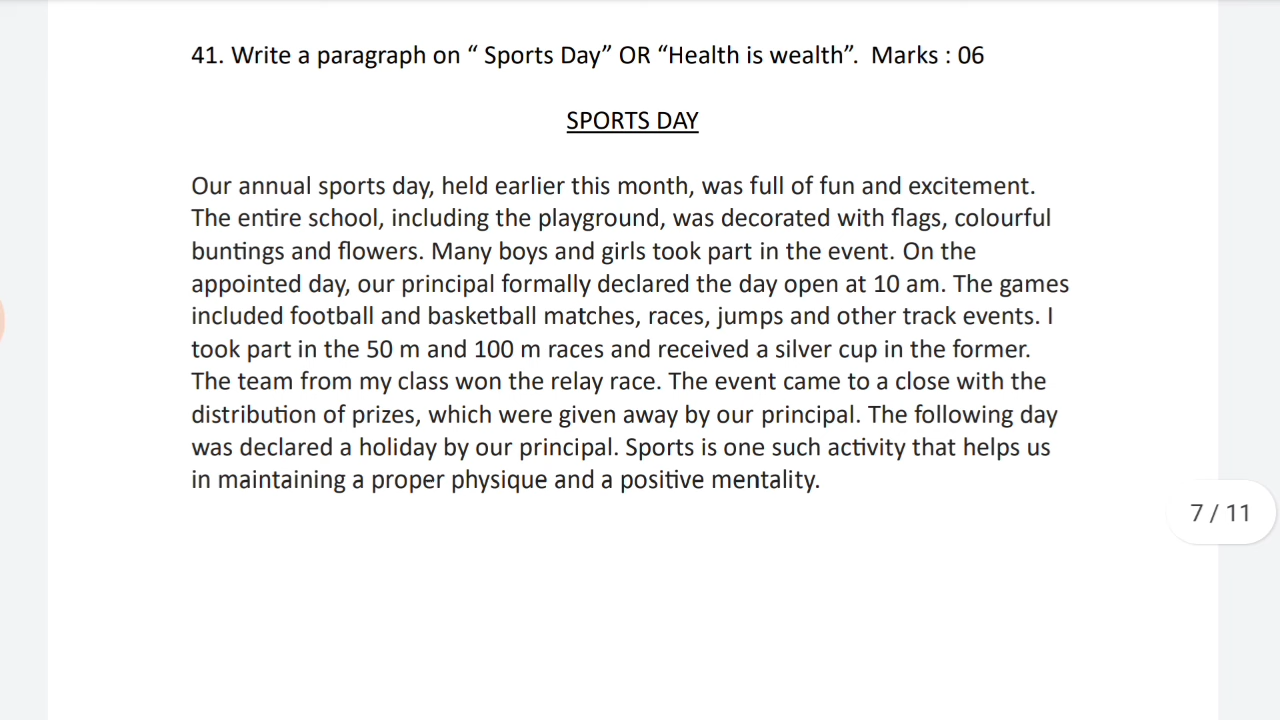 41. Write a paragraph on “ Sports Day” OR “Health is wealth”.  Marks : 06
SPORTS DAY
Our annual sports day, held earlier this month, was full of fun and excitement.
The entire school, including the playground, was decorated with flags, colourful
buntings and flowers. Many boys and girls took part in the event. On the
appointed day, our principal formally declared the day open at 10 am. The games
included football and basketball matches, races, jumps and other track events. I
took part in the 50 m and 100 m races and received a silver cup in the former.
The team from my class won the relay race. The event came to a close with the
distribution of prizes, which were given away by our principal. The following day
was declared a holiday by our principal. Sports is one such activity that helps us
in maintaining a proper physique and a positive mentality.
7 / 11